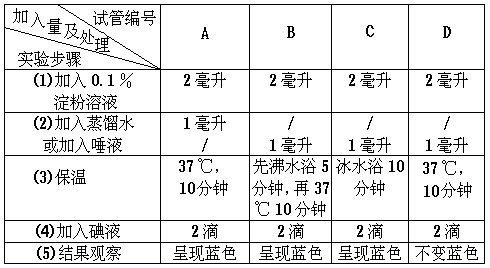 加入量及处理 试管编号
实验步骤
A B C D
(1)加入0.1% 2毫升 2毫升 2毫升 2毫升
淀粉溶液
(2)加入蒸馏水 1毫升 / / /
或加入唾液 / 1毫升 1毫升 1毫升
(3)保温
37℃,
10分钟
先沸水浴5
分钟,再37
℃10分钟
冰水浴10
分钟
37℃,
10分钟
(4)加入碘液 2滴 2滴 2滴 2滴
(5)结果观察 呈现蓝色 呈现蓝色 呈现蓝色 不变蓝色